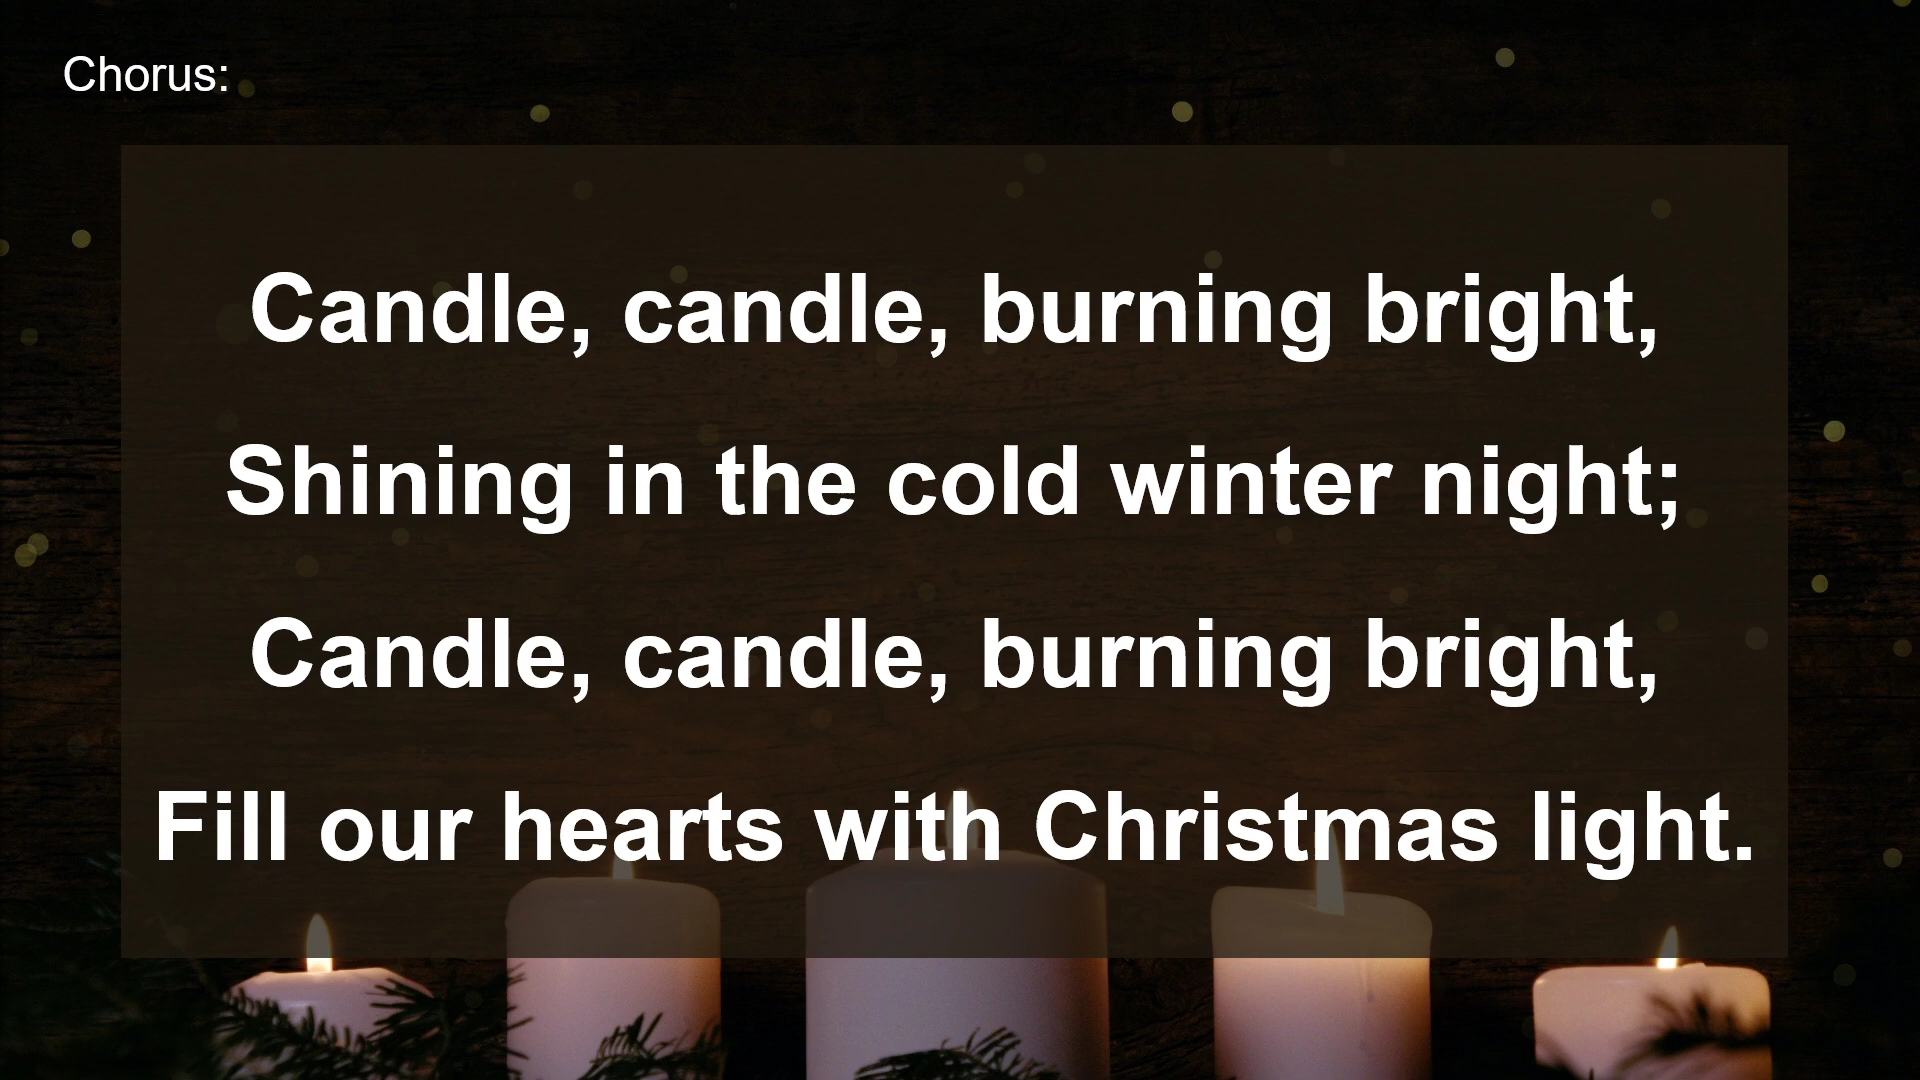 Chorus:
Candle, candle, burning bright,
Shining in the cold winter night;
Candle, candle, burning bright,
Fill our hearts with Christmas light.